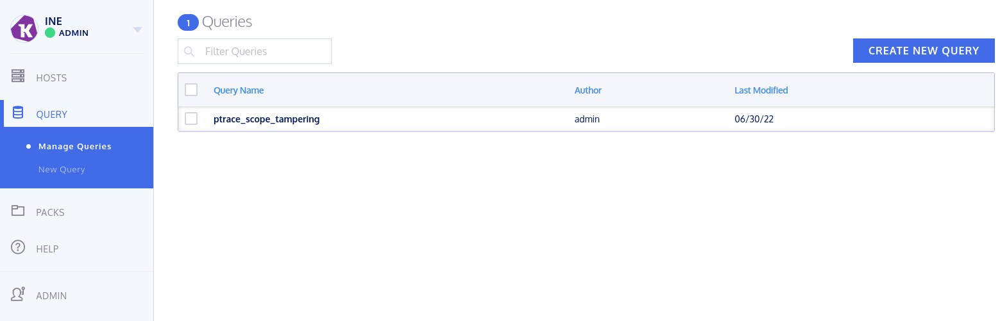 INE
ADMIN
HOSTS
QUERY
Manage Queries
New Query
PACKS
HELP
ADMIN
1 Queries
Filter Queries
CREATE NEW QUERY
Query Name Author Last Modified
ptrace_scope_tampering admin 06/30/22